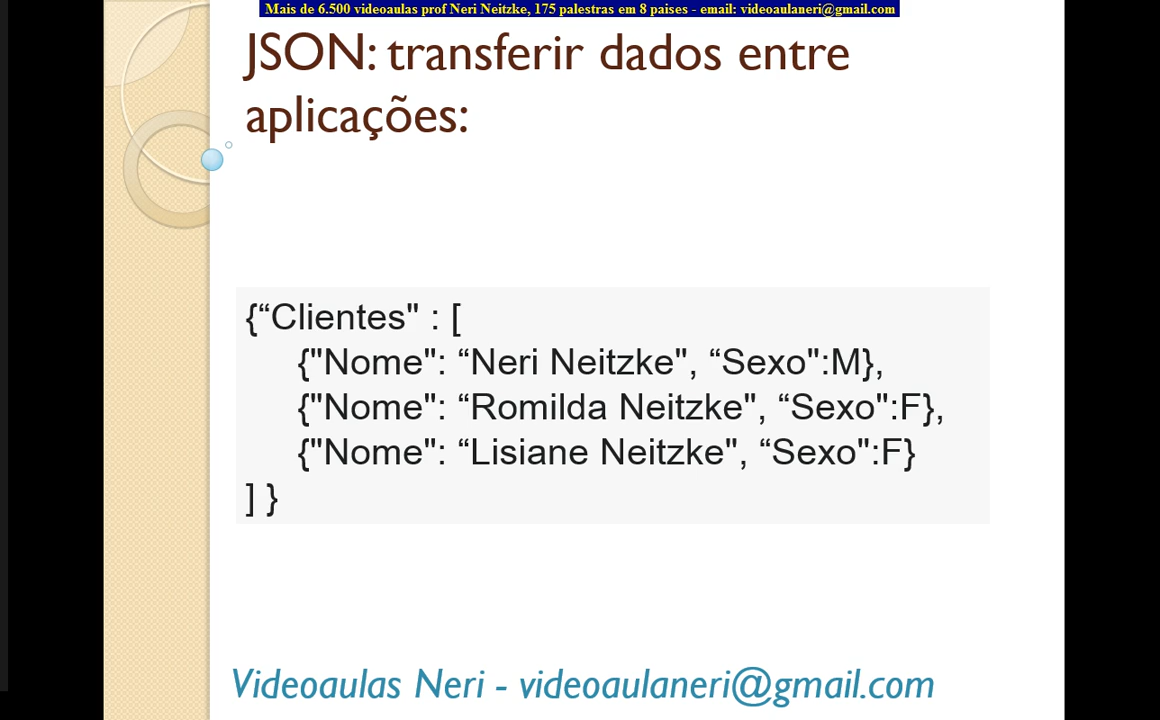 Mais de 6.500 videoaulas prof Neri Neitzke, 175 palestras em 8 paises - email: videoaulaneri@gmail.com
JSON: transferir dados entre
aplicações:
{“Clientes" : [
{"Nome": “Neri Neitzke", “Sexo":M},
{"Nome": “Romilda Neitzke", “Sexo":F},
{"Nome": “Lisiane Neitzke", “Sexo":F}
] }
Videoaulas Neri - videoaulaneri@gmail.com